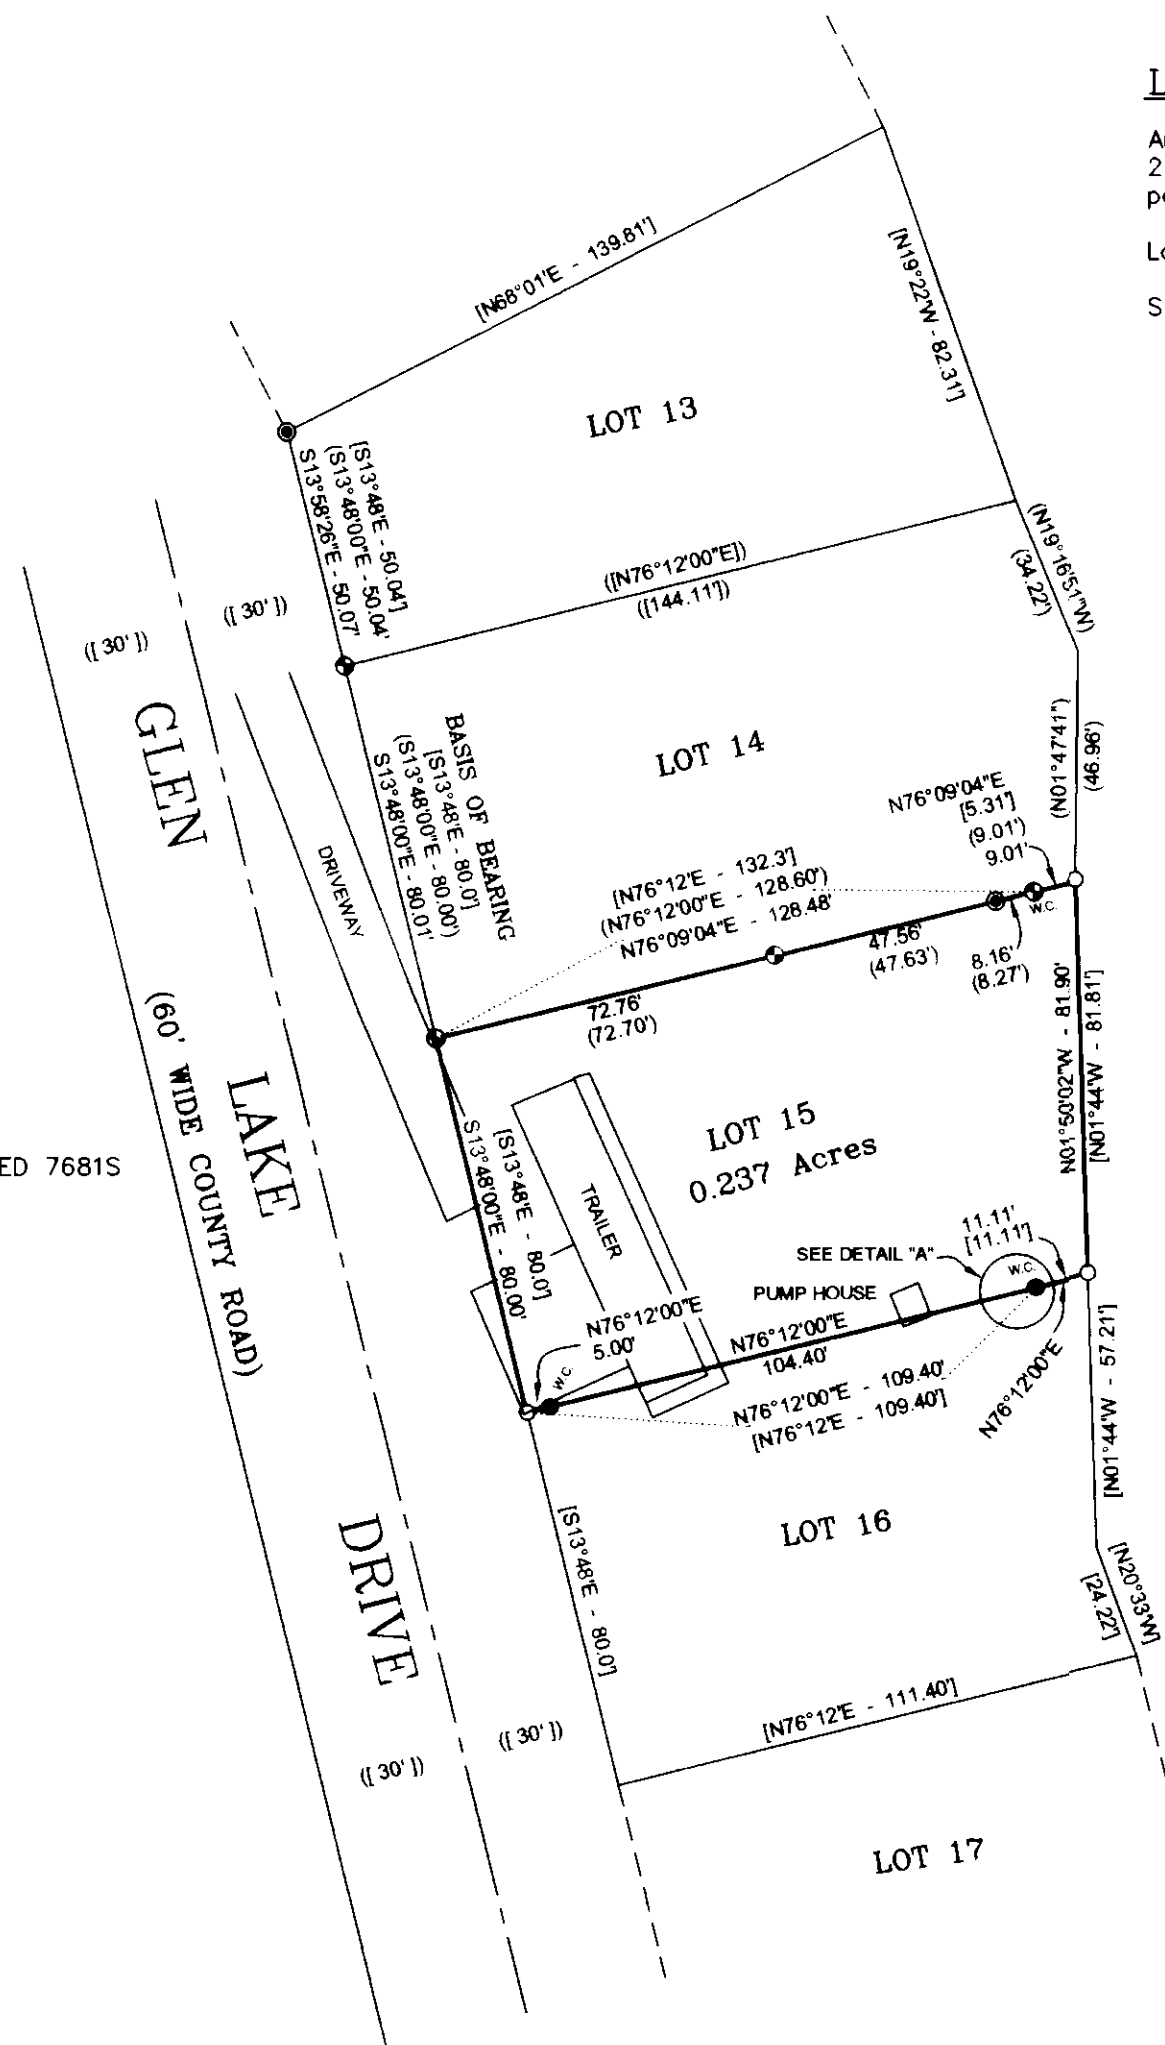 L
A
2
p
L
S
[N68°01'E - 139.81']
[N19°22'W - 82.31']
LOT 13
[S13°48'E - 50.04']
(S13°48'00"E - 50.04'
S13°58'26"E - 50.07'
(N19°16'51"W)
(34.22')
([N76°12'00"E])
([144.11'])
([ 30' ])
([ 30' ])
GLEN
LAKE
DRIVE
(60' WIDE COUNTY ROAD)
DRIVEWAY
BASIS OF BEARING
[S13°48'E - 80.0']
(S13°48'00"E - 80.00')
S13°48'00"E - 80.01'
LOT 14
(N01°47'41")
(46.96')
N76°09'04"E
[5.31']
(9.01')
9.01'
[N76°12'E - 132.3']
(N76°12'00"E - 128.60')
N76°09'04"E - 128.48'
W.C.
47.56'
(47.63')
8.16'
(8.27')
72.76'
(72.70')
N01°50'02"W - 81.90'
[N01°44'W - 81.81']
LOT 15
0.237 Acres
ED 7681S
[S13°48'E - 80.0']
S13°48'00"E - 80.00'
TRAILER
11.11'
[11.11']
SEE DETAIL "A"
W.C.
PUMP HOUSE
N76°12'00"E
5.00'
W.C.
N76°12'00"E
104.40'
N76°12'00"E - 109.40'
[N76°12'E - 109.40']
N76°12'00"E
[N01°44'W - 57.21']
LOT 16
[S13°48'E - 80.0']
[N20°33'W]
[24.22']
[N76°12'E - 111.40']
([ 30' ])
([ 30' ])
LOT 17